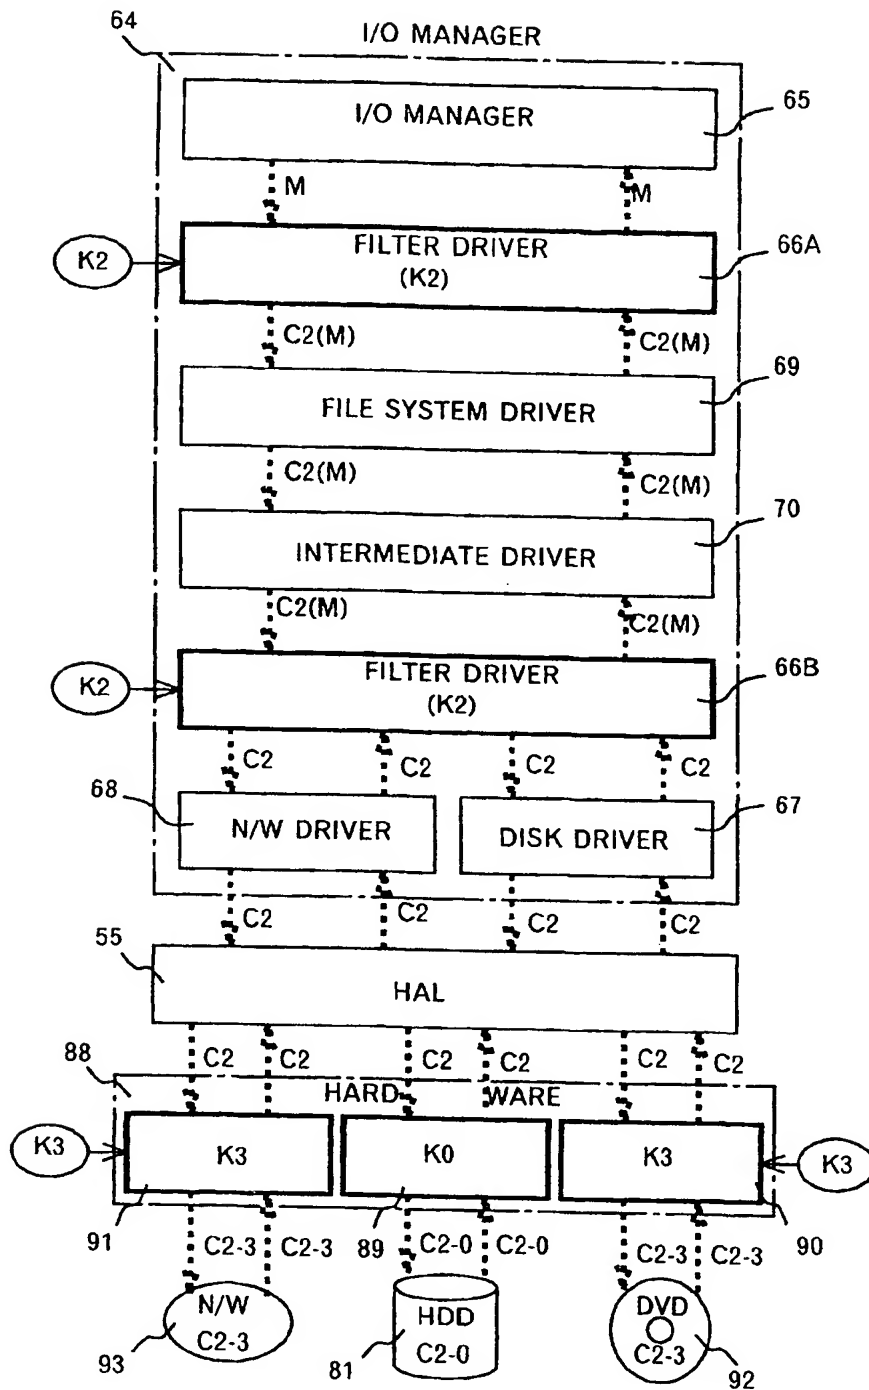 64
I/O MANAGER
I/O MANAGER
65
M
M
K2
FILTER DRIVER
(K2)
66A
C2(M)
C2(M)
69
FILE SYSTEM DRIVER
C2(M)
C2(M)
70
INTERMEDIATE DRIVER
C2(M)
C2(M)
K2
FILTER DRIVER
(K2)
66B
C2
C2
C2
C2
68
67
N/W DRIVER
DISK DRIVER
C2
C2
C2
C2
55
HAL
C2
C2
C2
C2
C2
C2
88
HARD WARE
K3
K3
K0
K3
K3
91
89
90
C2-3
C2-3
C2-0
C2-0
C2-3
C2-3
N/W
C2-3
HDD
C2-0
DVD
C2-3
93
81
92